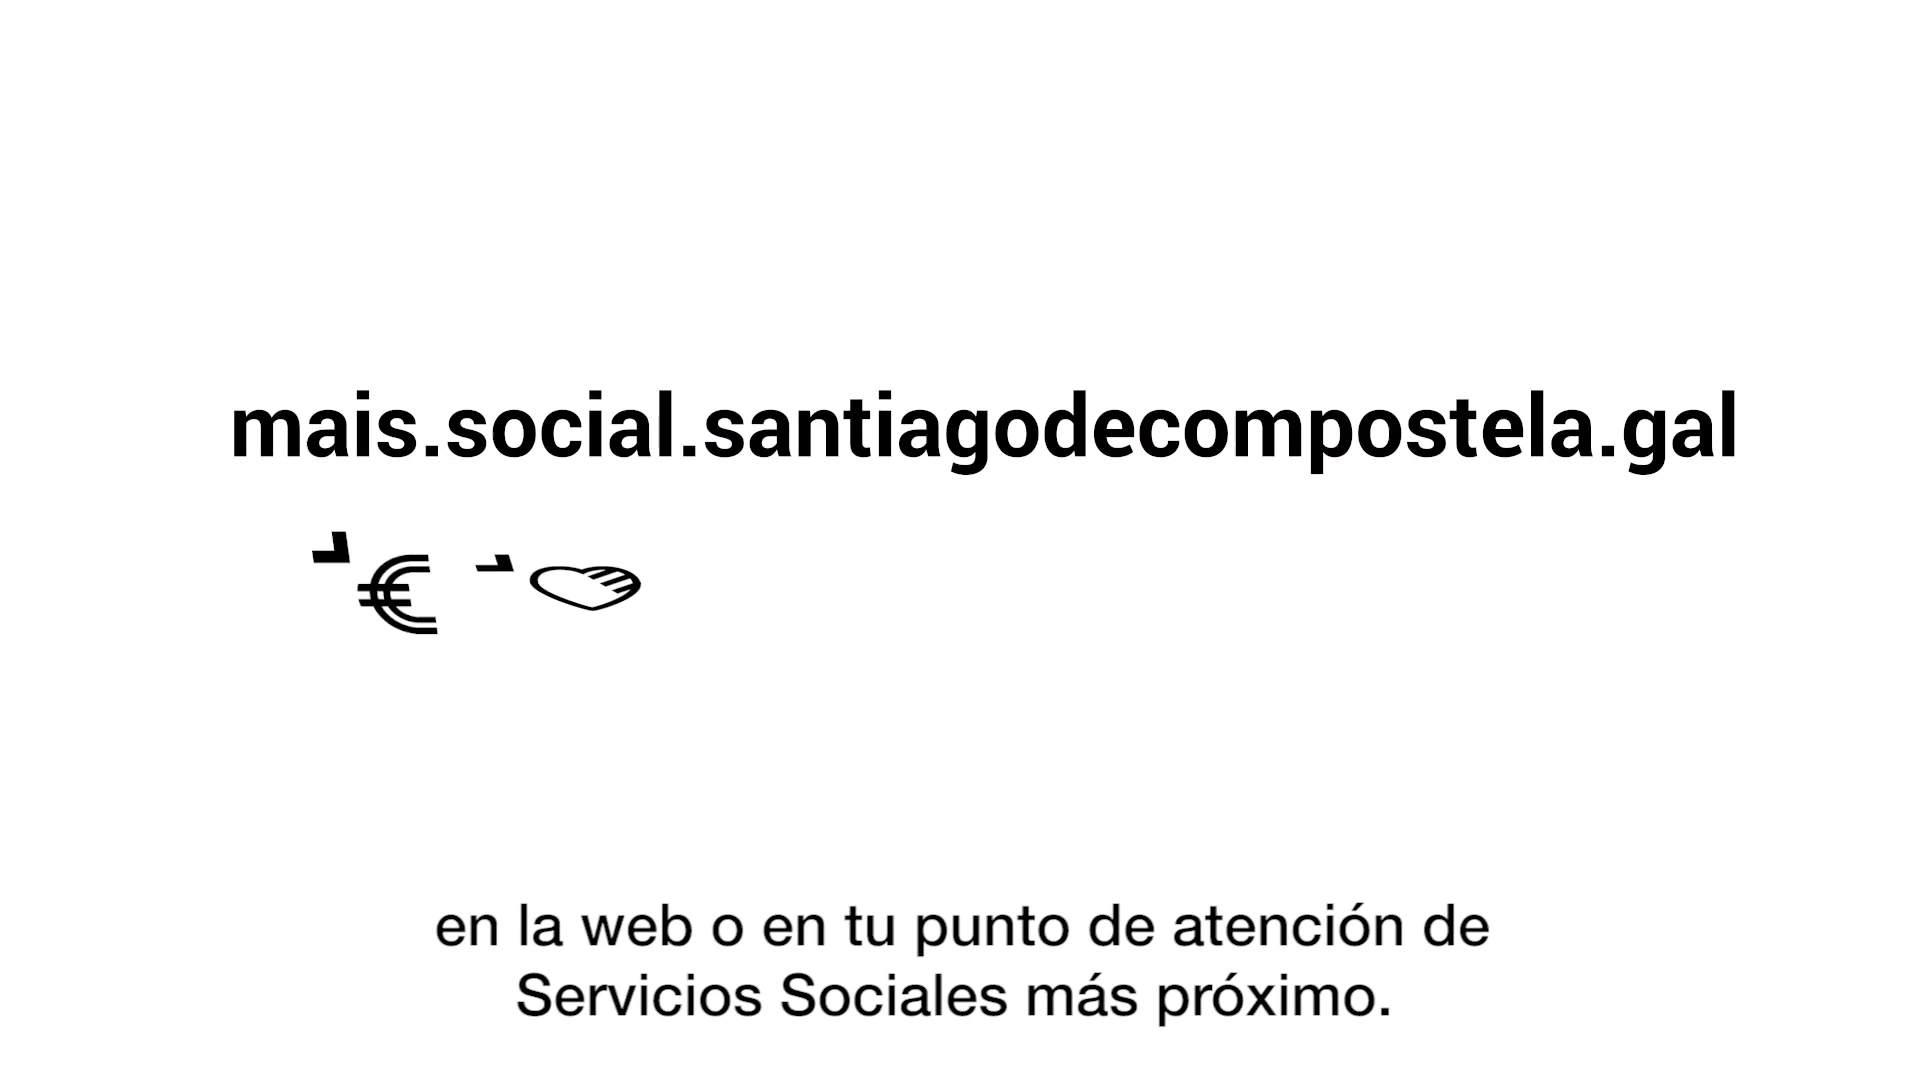 mais.social.santiagodecompostela.gal
€
en la web o en tu punto de atención de
Servicios Sociales más próximo.